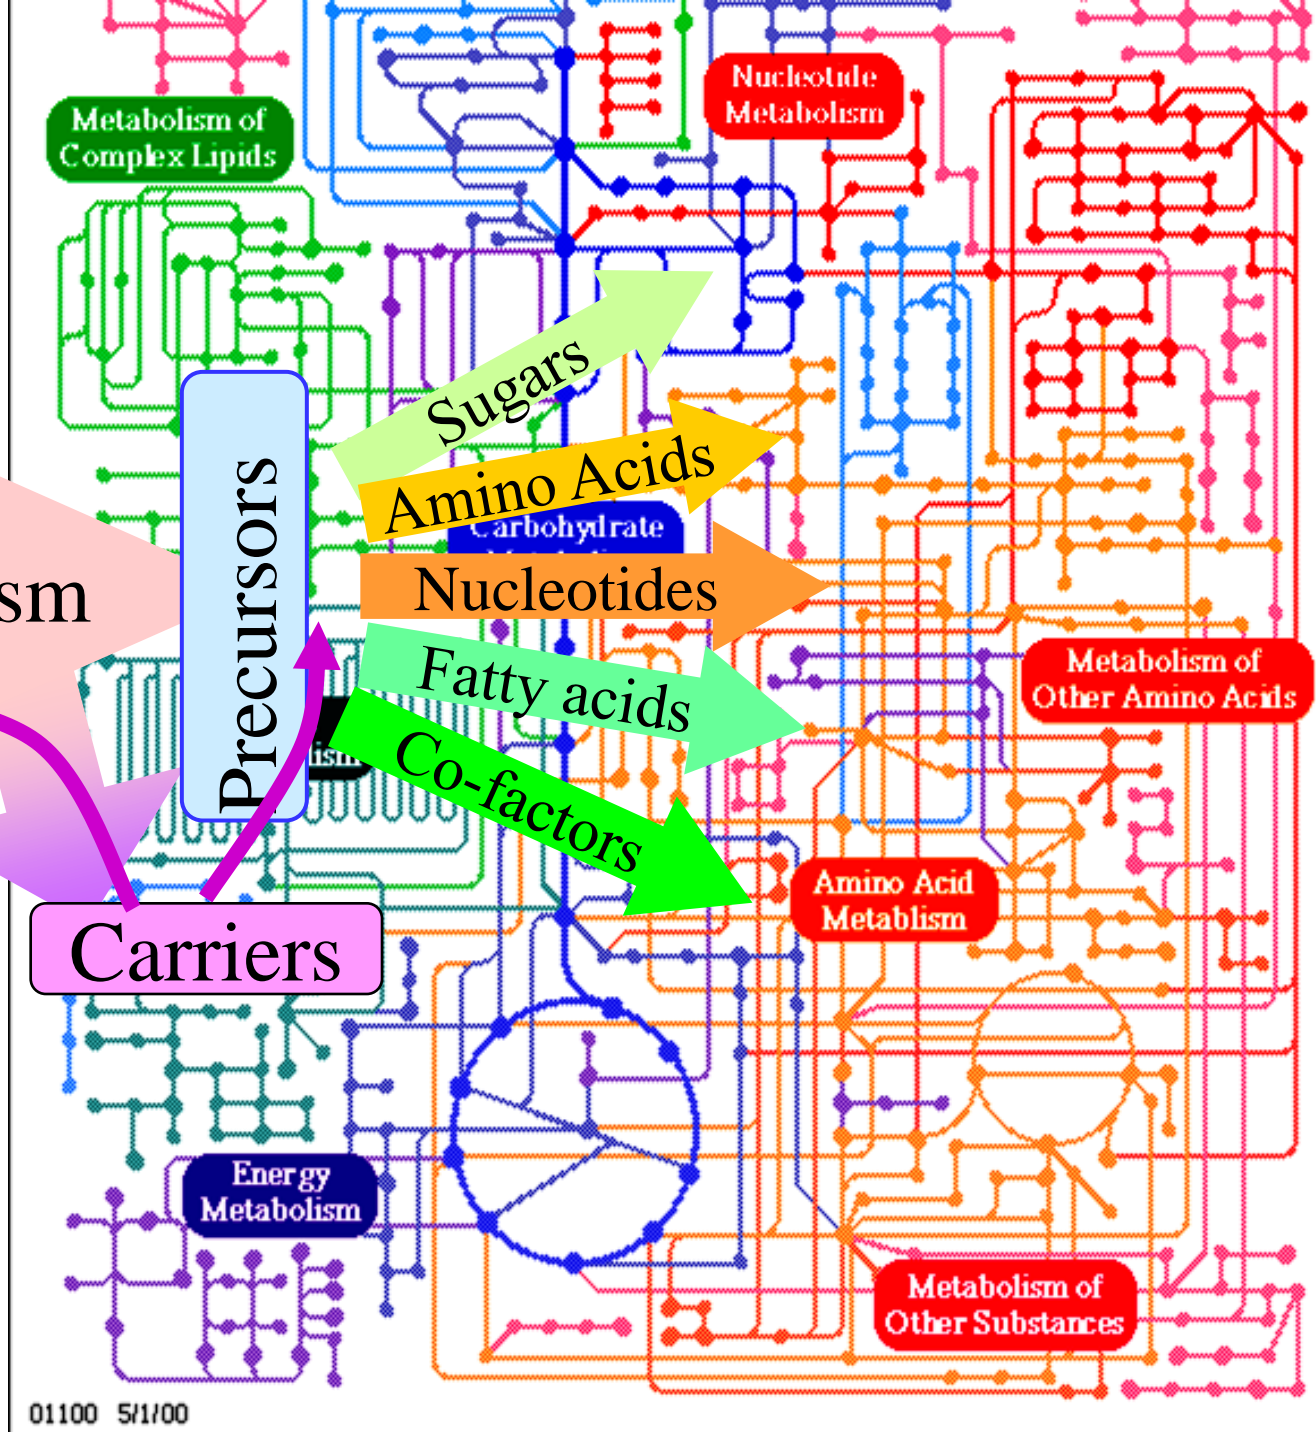 Nucleotide
Metabolism
Metabolism of
Complex Lipids
Sugars
Amino Acids
Carbohydrate
Nucleotides
sm
Precursors
Fatty acids
Metabolism of
Other Amino Acids
lism
Co-factors
Amino Acid
Metablism
Carriers
Energy
Metabolism
Metabolism of
Other Substances
01100 5/1/00